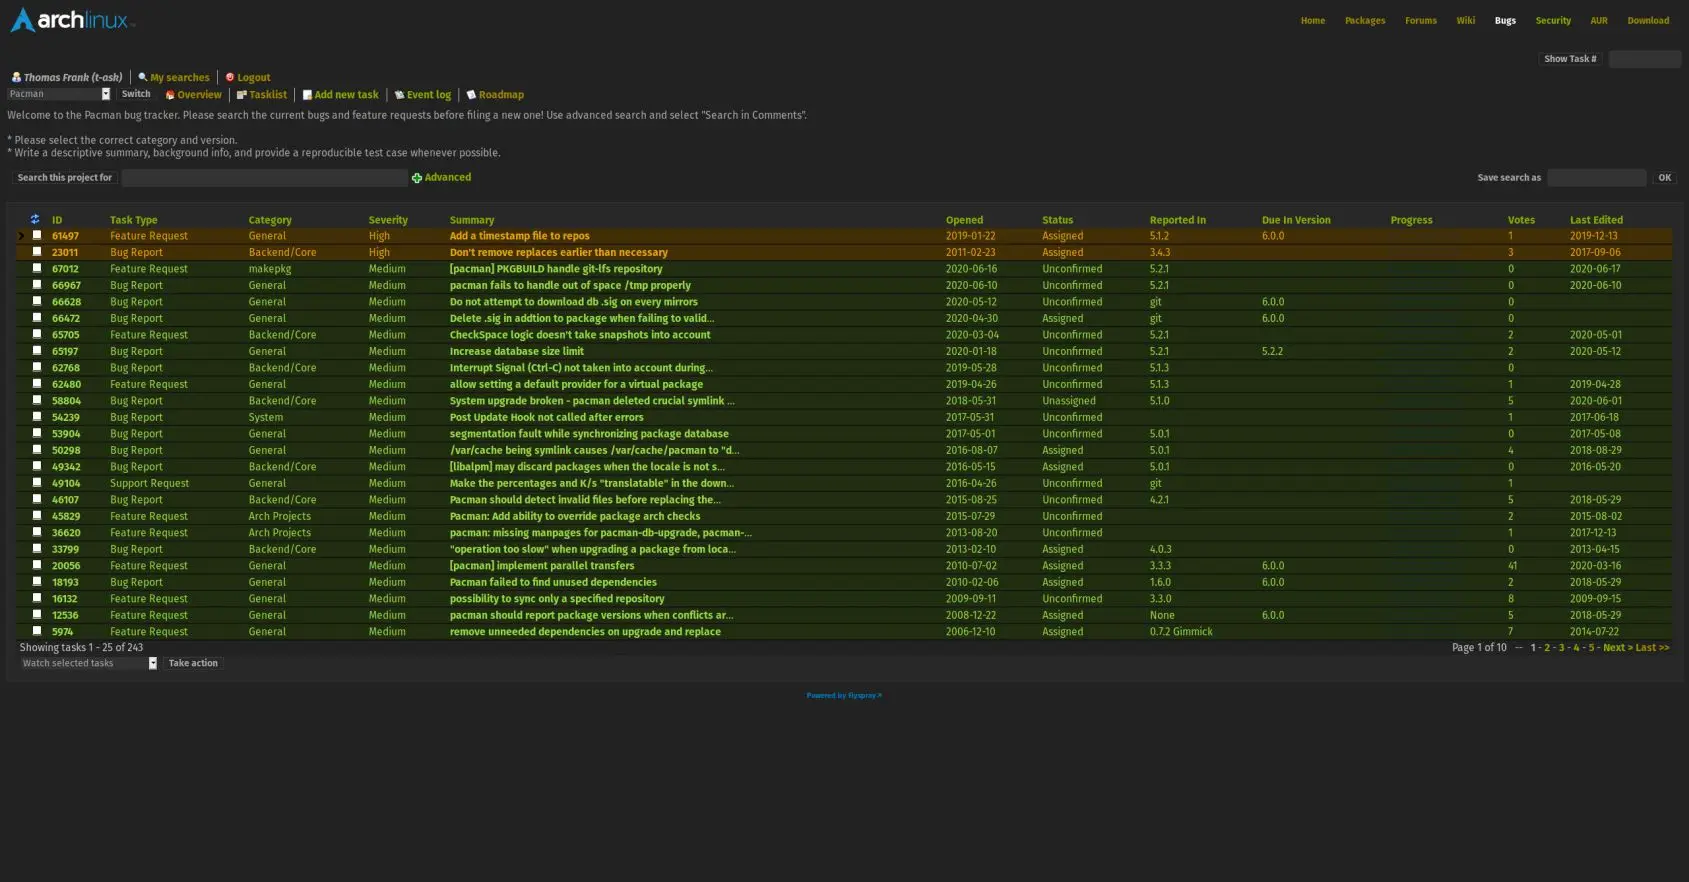 archlinux
Home Packages Forums Wiki Bugs Security AUR Download
Show Task #
Thomas Frank (t-ask) My searches Logout
Pacman Switch Overview Tasklist Add new task Event log Roadmap
Welcome to the Pacman bug tracker. Please search the current bugs and feature requests before filing a new one! Use advanced search and select "Search in Comments".
* Please select the correct category and version.
* Write a descriptive summary, background info, and provide a reproducible test case whenever possible.
Search this project for Advanced Save search as OK
ID Task Type Category Severity Summary Opened Status Reported In Due In Version Progress Votes Last Edited
61497 Feature Request General High Add a timestamp file to repos 2019-01-22 Assigned 5.1.2 6.0.0 1 2019-12-13
23011 Bug Report Backend/Core High Don't remove replaces earlier than necessary 2011-02-23 Assigned 3.4.3 3 2017-09-06
67012 Feature Request makepkg Medium [pacman] PKGBUILD handle git-lfs repository 2020-06-16 Unconfirmed 5.2.1 0 2020-06-17
66967 Bug Report General Medium pacman fails to handle out of space /tmp properly 2020-06-10 Unconfirmed 5.2.1 0 2020-06-10
66628 Bug Report General Medium Do not attempt to download db .sig on every mirrors 2020-05-12 Unconfirmed git 6.0.0 0
66472 Bug Report General Medium Delete .sig in addtion to package when failing to valid... 2020-04-30 Assigned git 6.0.0 0
65705 Feature Request Backend/Core Medium CheckSpace logic doesn't take snapshots into account 2020-03-04 Unconfirmed 5.2.1 2 2020-05-01
65197 Bug Report General Medium Increase database size limit 2020-01-18 Unconfirmed 5.2.1 5.2.2 2 2020-05-12
62768 Bug Report Backend/Core Medium Interrupt Signal (Ctrl-C) not taken into account during... 2019-05-28 Unconfirmed 5.1.3 0
62480 Feature Request General Medium allow setting a default provider for a virtual package 2019-04-26 Unconfirmed 5.1.3 1 2019-04-28
58804 Bug Report Backend/Core Medium System upgrade broken - pacman deleted crucial symlink ... 2018-05-31 Unassigned 5.1.0 5 2020-06-01
54239 Bug Report System Medium Post Update Hook not called after errors 2017-05-31 Unconfirmed 1 2017-06-18
53904 Bug Report General Medium segmentation fault while synchronizing package database 2017-05-01 Unconfirmed 5.0.1 0 2017-05-08
50298 Bug Report General Medium /var/cache being symlink causes /var/cache/pacman to "d... 2016-08-07 Assigned 5.0.1 4 2018-08-29
49342 Bug Report Backend/Core Medium [libalpm] may discard packages when the locale is not s... 2016-05-15 Assigned 5.0.1 0 2016-05-20
49104 Support Request General Medium Make the percentages and K/s "translatable" in the down... 2016-04-26 Unconfirmed git 1
46107 Bug Report Backend/Core Medium Pacman should detect invalid files before replacing the... 2015-08-25 Unconfirmed 4.2.1 5 2018-05-29
45829 Feature Request Arch Projects Medium Pacman: Add ability to override package arch checks 2015-07-29 Unconfirmed 2 2015-08-02
36620 Feature Request Arch Projects Medium pacman: missing manpages for pacman-db-upgrade, pacman-... 2013-08-20 Unconfirmed 1 2017-12-13
33799 Bug Report Backend/Core Medium "operation too slow" when upgrading a package from loca... 2013-02-10 Assigned 4.0.3 0 2013-04-15
20056 Feature Request General Medium [pacman] implement parallel transfers 2010-07-02 Assigned 3.3.3 6.0.0 41 2020-03-16
18193 Bug Report General Medium Pacman failed to find unused dependencies 2010-02-06 Assigned 1.6.0 6.0.0 2 2018-05-29
16132 Feature Request General Medium possibility to sync only a specified repository 2009-09-11 Unconfirmed 3.3.0 8 2009-09-15
12536 Feature Request General Medium pacman should report package versions when conflicts ar... 2008-12-22 Assigned None 6.0.0 5 2018-05-29
5974 Feature Request General Medium remove unneeded dependencies on upgrade and replace 2006-12-10 Assigned 0.7.2 Gimmick 7 2014-07-22
Showing tasks 1 - 25 of 243 Page 1 of 10 -- 1 - 2 - 3 - 4 - 5 - Next > Last >>
Watch selected tasks Take action
Powered by Flyspray